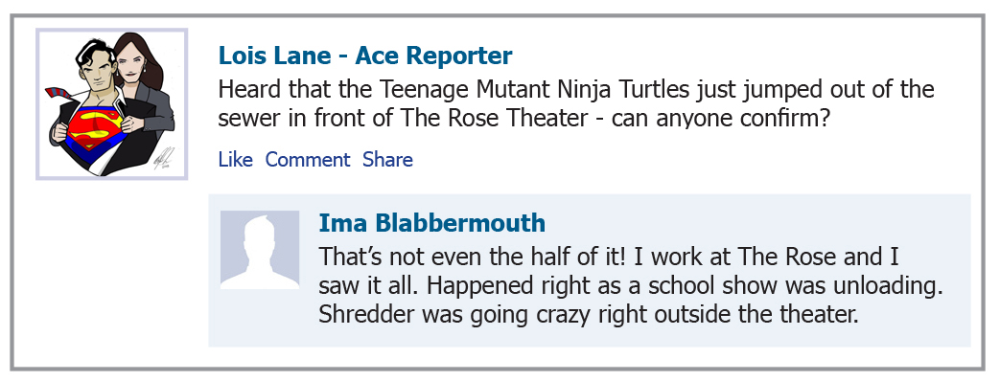 Lois Lane - Ace Reporter
Heard that the Teenage Mutant Ninja Turtles just jumped out of the
sewer in front of The Rose Theater - can anyone confirm?
Like Comment Share
Ima Blabbermouth
That’s not even the half of it! I work at The Rose and I
saw it all. Happened right as a school show was unloading.
Shredder was going crazy right outside the theater.